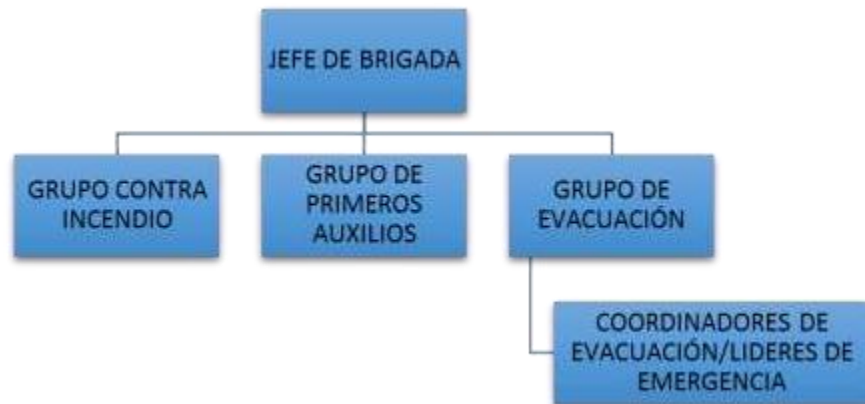 JEFE DE BRIGADA
GRUPO CONTRA
INCENDIO
GRUPO DE
PRIMEROS
AUXILIOS
GRUPO DE
EVACUACIÓN
COORDINADORES DE
EVACUACIÓN/LIDERES DE
EMERGENCIA